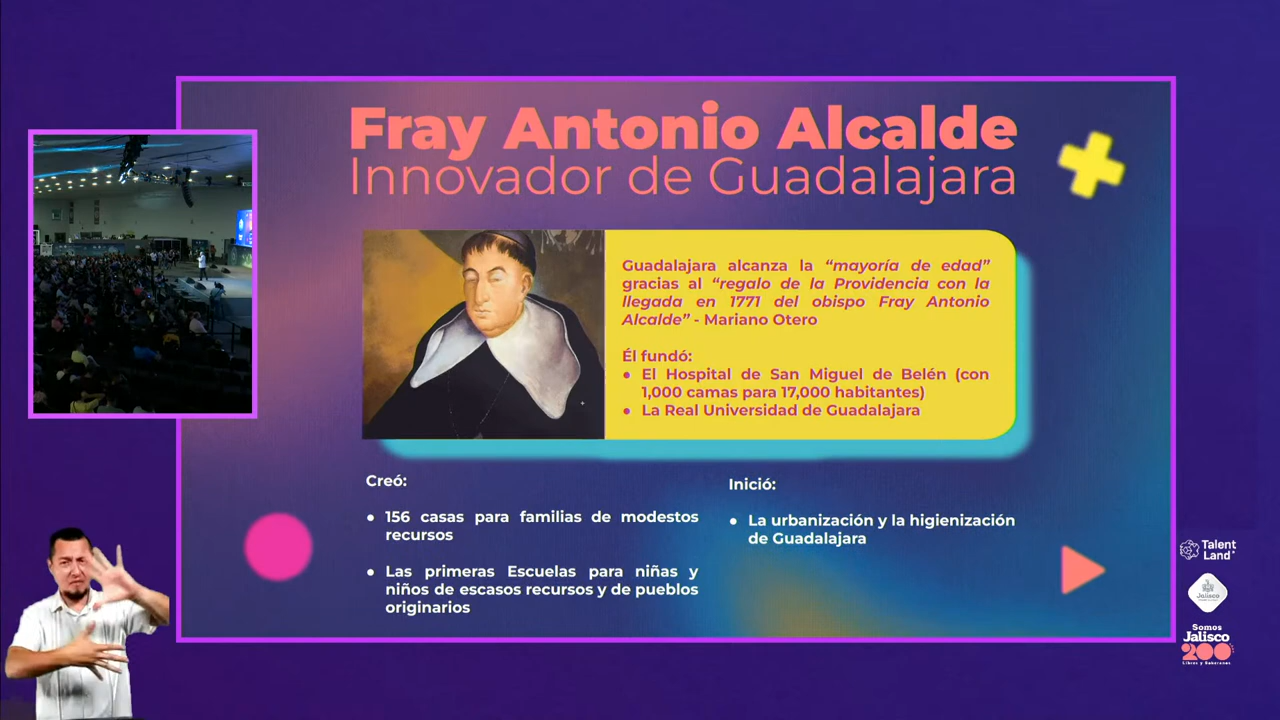 Fray Antonio Alcalde
Innovador de Guadalajara
Guadalajara alcanza la “mayoría de edad”
gracias al “regalo de la Providencia con la
llegada en 1771 del obispo Fray Antonio
Alcalde” - Mariano Otero
Él fundó:
● El Hospital de San Miguel de Belén (con
1,000 camas para 17,000 habitantes)
● La Real Universidad de Guadalajara
Creó:
● 156 casas para familias de modestos
recursos
● Las primeras Escuelas para niñas y
niños de escasos recursos y de pueblos
originarios
Inició:
● La urbanización y la higienización
de Guadalajara
Talent
Land
Jalisco
Somos
Jalisco
200
Libres y Soberanos